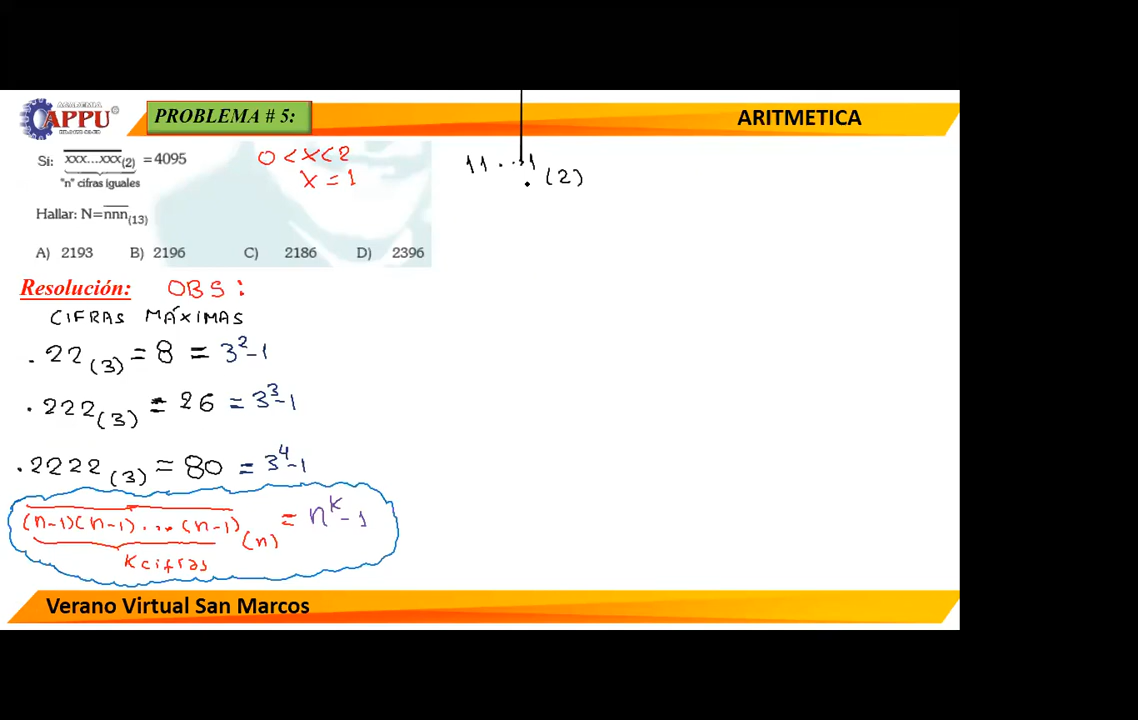 ACADEMIA
APPU
PROBLEMA # 5:
ARITMETICA
Si: xxx...xxx(2) = 4095
"n" cifras iguales
0 < x < 2
x = 1
11...1(2)
Hallar: N=nnn(13)
A) 2193 B) 2196 C) 2186 D) 2396
Resolución: OBS:
CIFRAS MÁXIMAS
. 22(3) = 8 = 3²-1
. 222(3) = 26 = 3³-1
. 2222(3) = 80 = 3⁴-1
(n-1)(n-1)...(n-1)(n) = n^k-1
K cifras
Verano Virtual San Marcos